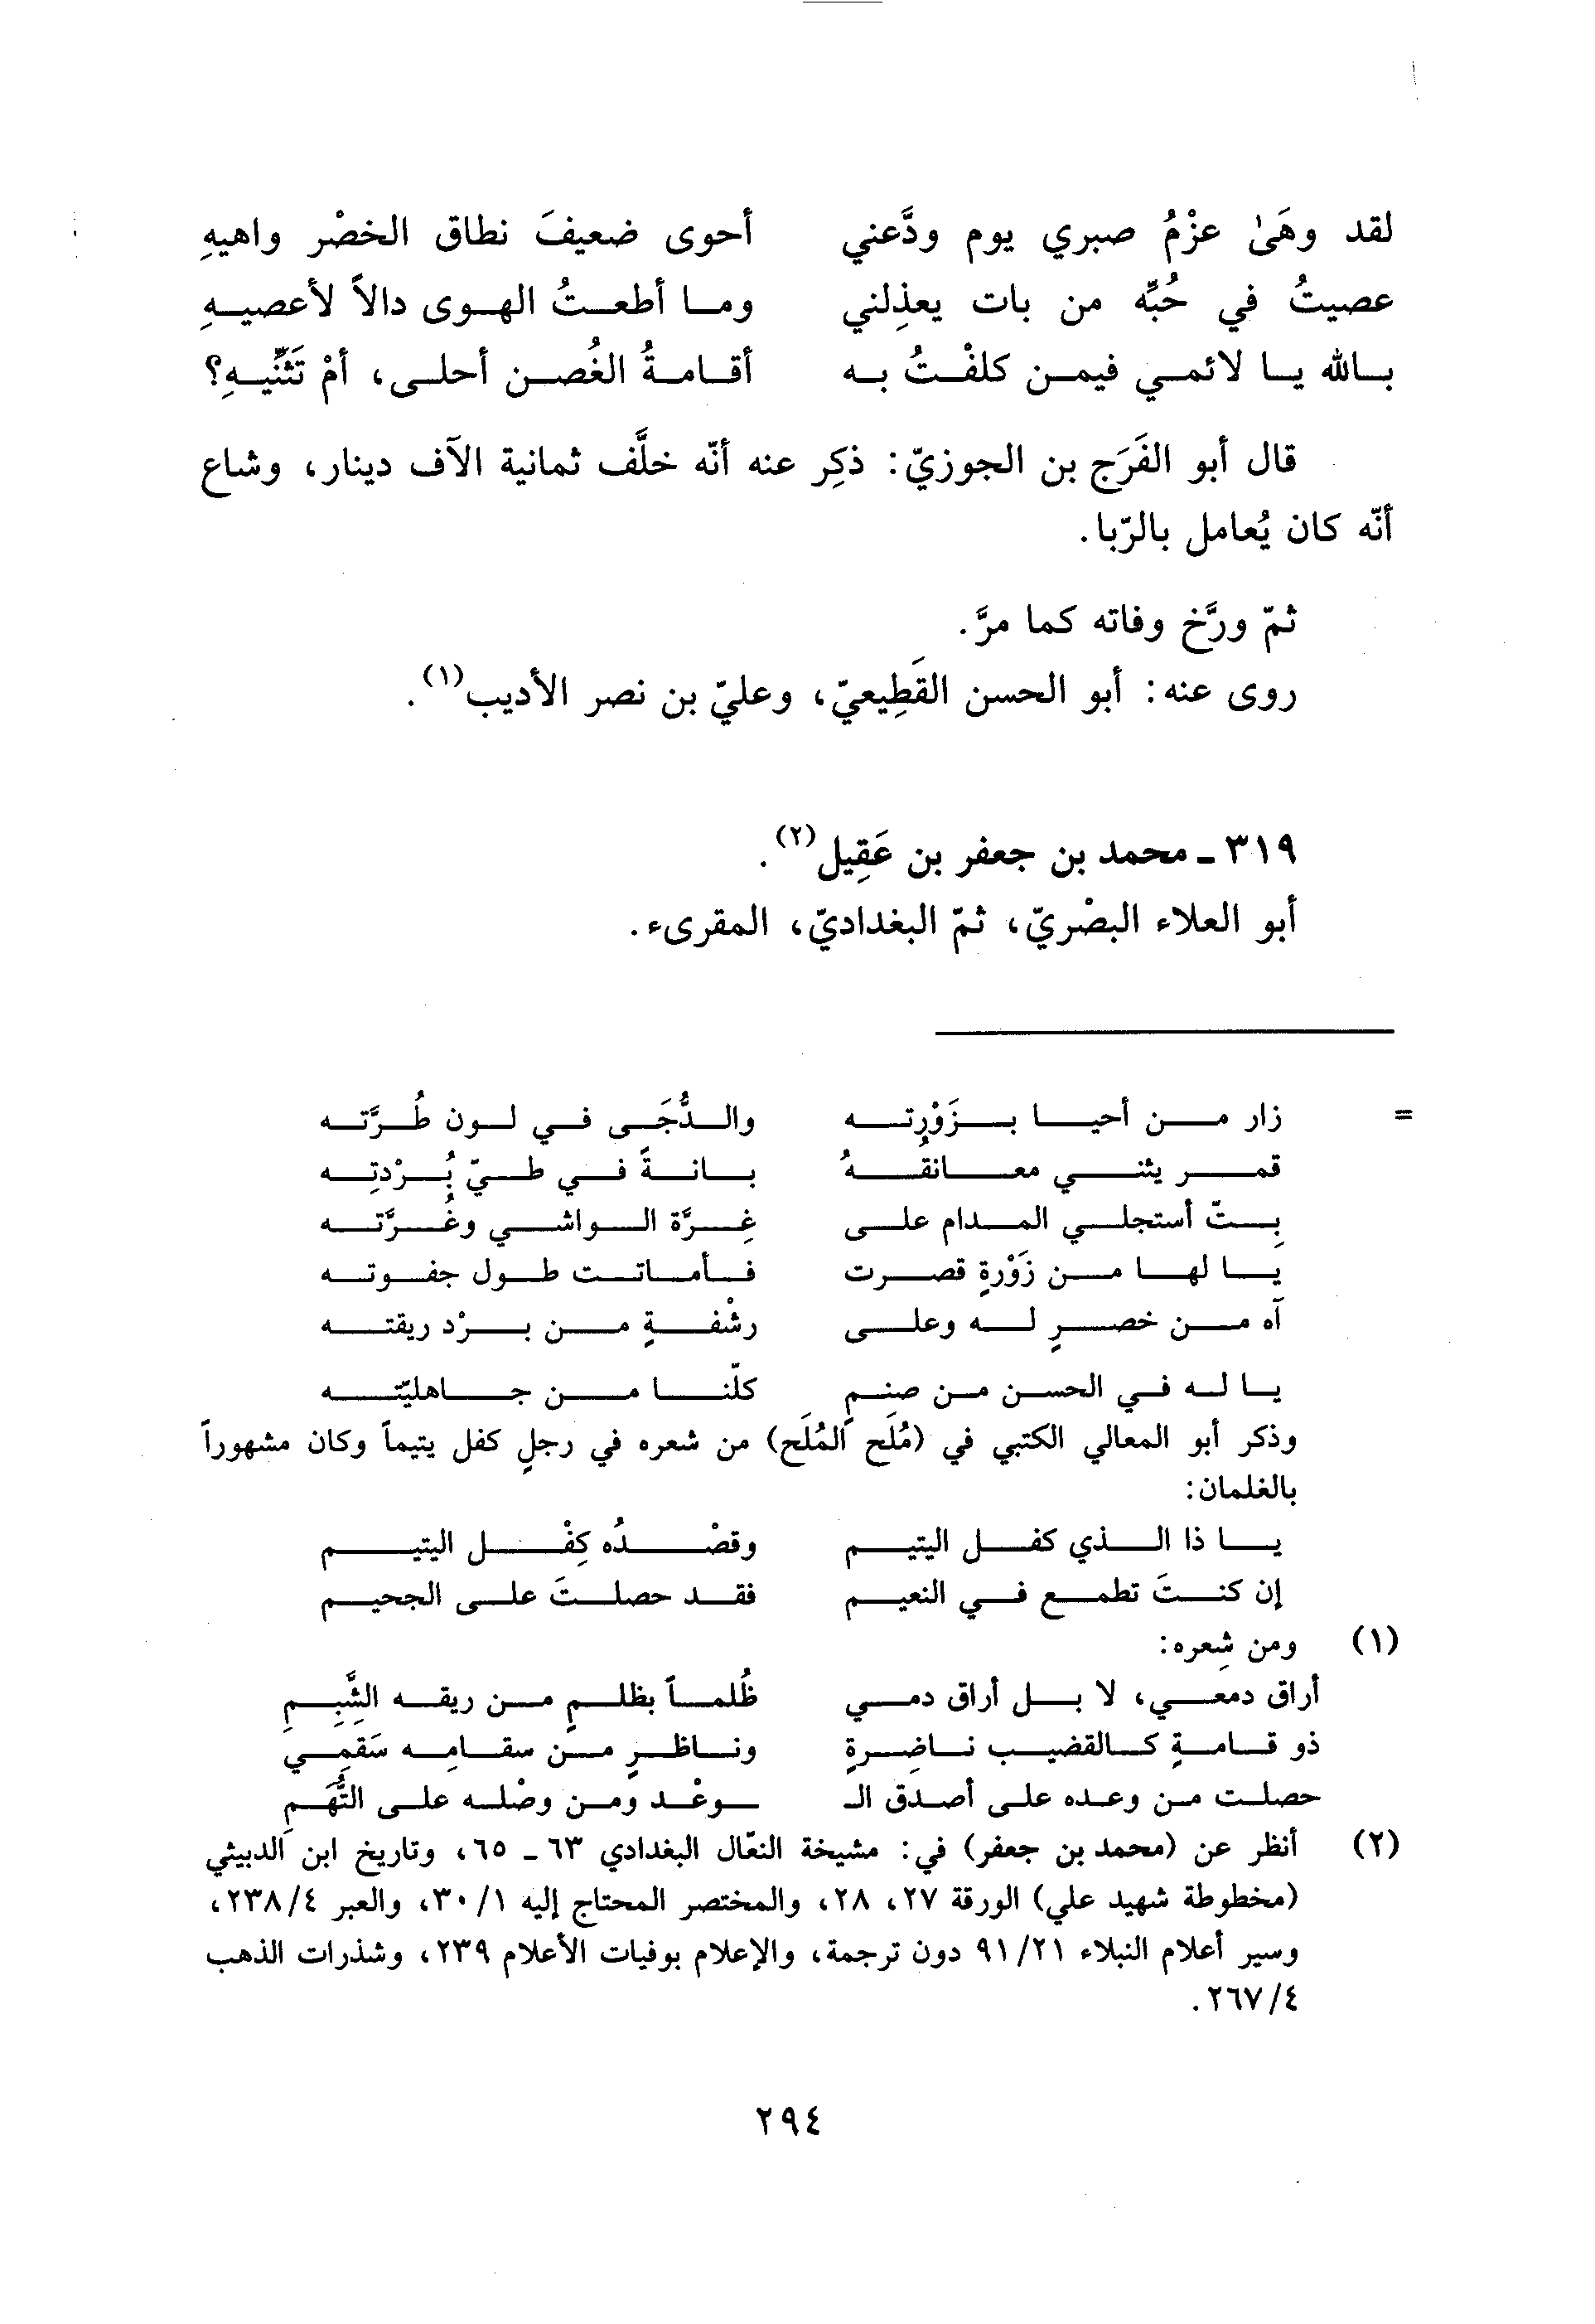 لقد وهَىٰ عزْمُ صبري يوم ودَّعني أحوى ضعيفَ نطاق الخصْر واهيهِ
عصيتُ في حُبِّه من بات يعذِلني وما أطعتُ الهوى دالاً لأعصيهِ
بالله يا لائمي فيمن كلفْتُ به أقامةُ الغُصن أحلى، أمْ تَثنِّيهِ؟
قال أبو الفَرَج بن الجوزيّ: ذكِر عنه أنّه خلَّف ثمانية الآف دينار، وشاع
أنّه كان يُعامل بالرّبا.
ثمّ ورَّخ وفاته كما مرَّ.
روى عنه: أبو الحسن القَطِيعيّ، وعليّ بن نصر الأديب(١).
٣١٩ ـ محمد بن جعفر بن عَقِيل(٢).
أبو العلاء البصْريّ، ثمّ البغداديّ، المقرىء.
= زار من أحيا بزَوْرتِه والدُّجَى في لون طُرَّته
قمر يثني معانقُهُ بانةً في طيّ بُرْدتِه
بِتّ أستجلي المدام على غِرَّة الواشي وغُرَّته
يا لها من زَوْرةٍ قصرت فأماتت طول جفوته
آه من خصرٍ له وعلى رشْفةٍ من برْد ريقته
يا له في الحسن من صنمٍ كلّنا من جاهليّته
وذكر أبو المعالي الكتبي في (مُلَح المُلَح) من شعره في رجلٍ كفل يتيماً وكان مشهوراً
بالغلمان:
يا ذا الذي كفل اليتيم وقصْدُه كِفْل اليتيم
إن كنتَ تطمع في النعيم فقد حصلتَ على الجحيم
(١) ومن شِعره:
أراق دمعي، لا بل أراق دمي ظُلماً بظلمٍ من ريقه الشَّبِمِ
ذو قامةٍ كالقضيب ناضِرةٍ وناظرٍ من سقامِه سَقمِي
حصلت من وعده على أصدق الـ ـوعْد ومن وصْله على التُّهَمِ
(٢) أنظر عن (محمد بن جعفر) في: مشيخة النعّال البغدادي ٦٣ ـ ٦٥، وتاريخ ابن الدبيثي
(مخطوطة شهيد علي) الورقة ٢٧، ٢٨، والمختصر المحتاج إليه ٣٠/١، والعبر ٢٣٨/٤،
وسير أعلام النبلاء ٩١/٢١ دون ترجمة، والإعلام بوفيات الأعلام ٢٣٩، وشذرات الذهب
٢٦٧/٤.
٢٩٤